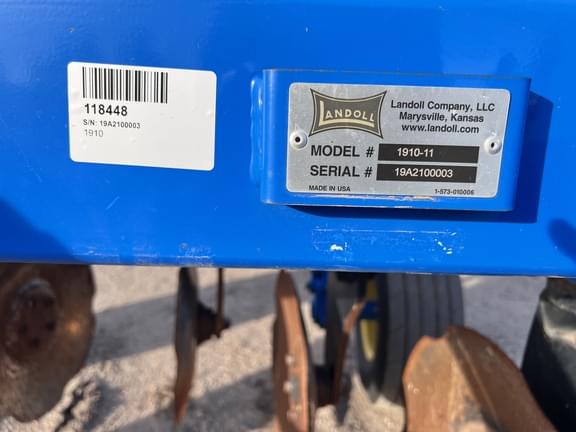 118448
S/N: 19A2100003
1910
LANDOLL
Landoll Company, LLC
Marysville, Kansas
www.landoll.com
MODEL # 1910-11
SERIAL # 19A2100003
MADE IN USA 1-573-010006